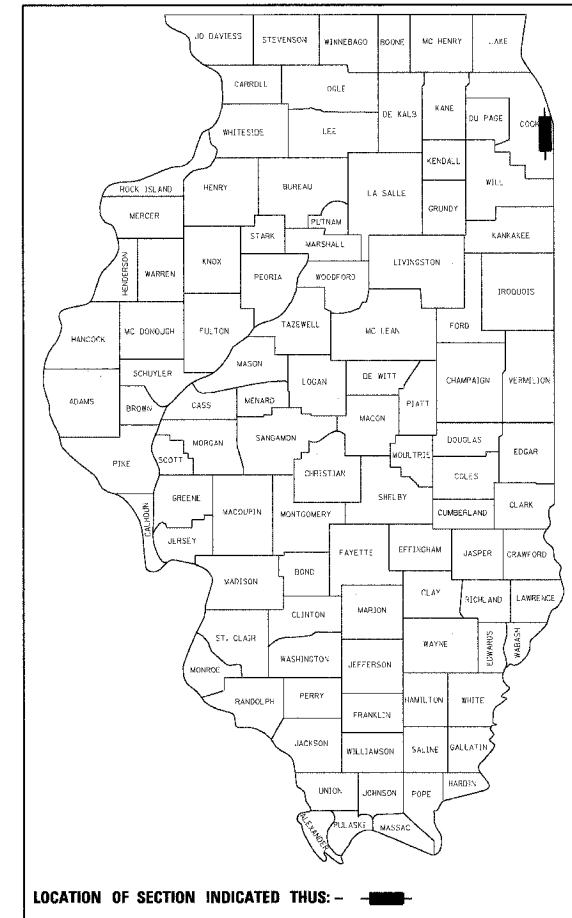 JO DAVIESS STEVENSON WINNEBAGO BOONE MC HENRY LAKE
CARROLL OGLE DE KALB KANE DU PAGE COOK
WHITESIDE LEE
KENDALL WILL
ROCK ISLAND HENRY BUREAU LA SALLE GRUNDY
MERCER PUTNAM KANKAKEE
STARK MARSHALL
HENDERSON WARREN KNOX PEORIA WOODFORD LIVINGSTON IROQUOIS
HANCOCK MC DONOUGH FULTON TAZEWELL MC LEAN FORD
MASON
SCHUYLER LOGAN DE WITT CHAMPAIGN VERMILION
ADAMS BROWN CASS MENARD PIATT
MACON
PIKE SCOTT MORGAN SANGAMON MOULTRIE DOUGLAS EDGAR
CHRISTIAN COLES
CALHOUN GREENE MACOUPIN MONTGOMERY SHELBY CUMBERLAND CLARK
JERSEY FAYETTE EFFINGHAM JASPER CRAWFORD
MADISON BOND
CLINTON MARION CLAY RICHLAND LAWRENCE
ST. CLAIR WAYNE EDWARDS WABASH
MONROE WASHINGTON JEFFERSON
RANDOLPH PERRY HAMILTON WHITE
FRANKLIN
JACKSON WILLIAMSON SALINE GALLATIN
UNION JOHNSON POPE HARDIN
ALEXANDER PULASKI MASSAC
LOCATION OF SECTION INDICATED THUS: -